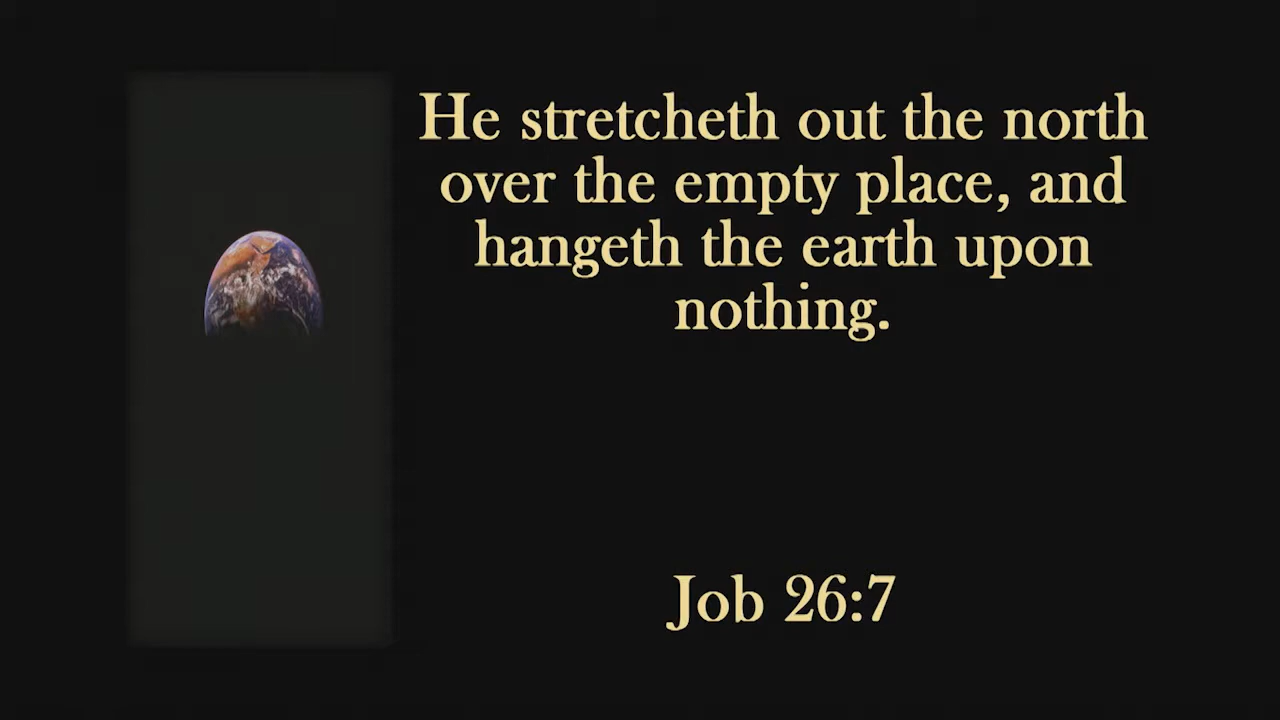 He stretcheth out the north
over the empty place, and
hangeth the earth upon
nothing.
Job 26:7